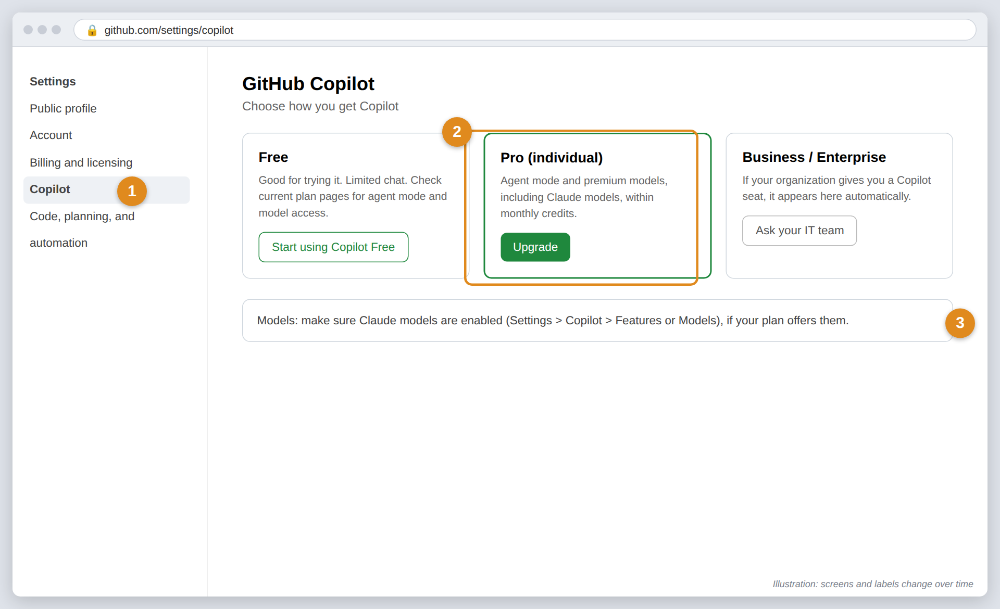 github.com/settings/copilot
Settings
Public profile
Account
Billing and licensing
Copilot
1
Code, planning, and
automation
GitHub Copilot
Choose how you get Copilot
2
Free
Good for trying it. Limited chat. Check
current plan pages for agent mode and
model access.
Start using Copilot Free
Pro (individual)
Agent mode and premium models,
including Claude models, within
monthly credits.
Upgrade
Business / Enterprise
If your organization gives you a Copilot
seat, it appears here automatically.
Ask your IT team
Models: make sure Claude models are enabled (Settings > Copilot > Features or Models), if your plan offers them.
3
Illustration: screens and labels change over time